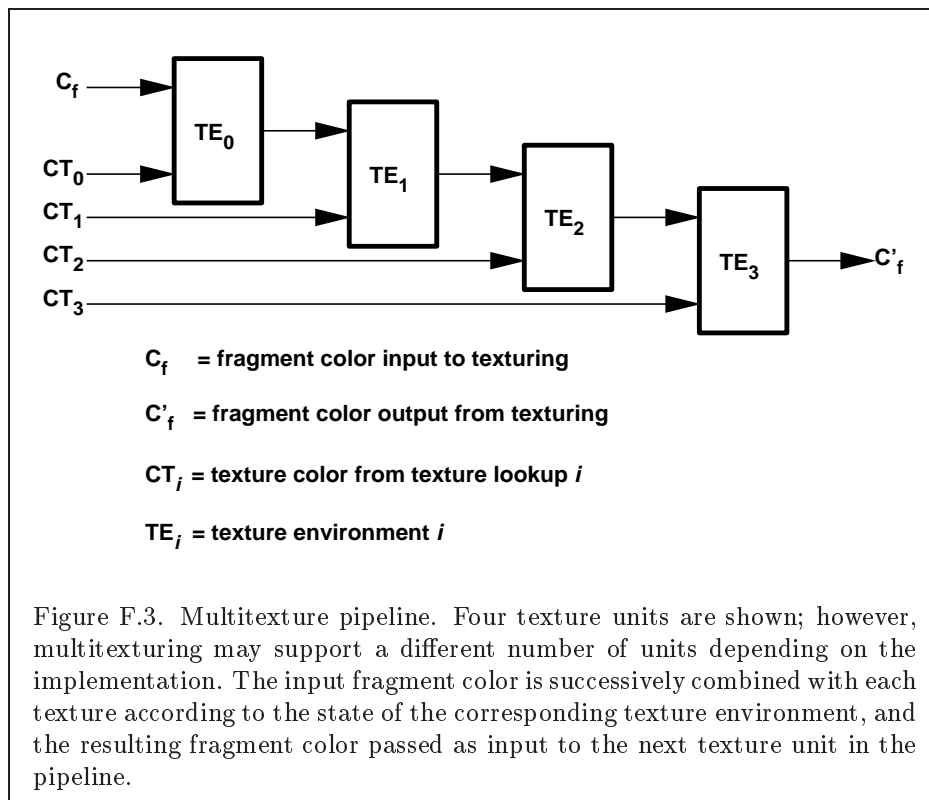 C_f
TE_0
CT_0
TE_1
CT_1
TE_2
CT_2
TE_3
C'_f
CT_3
C_f = fragment color input to texturing
C'_f = fragment color output from texturing
CT_i = texture color from texture lookup i
TE_i = texture environment i
Figure F.3. Multitexture pipeline. Four texture units are shown; however,
multitexturing may support a different number of units depending on the
implementation. The input fragment color is successively combined with each
texture according to the state of the corresponding texture environment, and
the resulting fragment color passed as input to the next texture unit in the
pipeline.